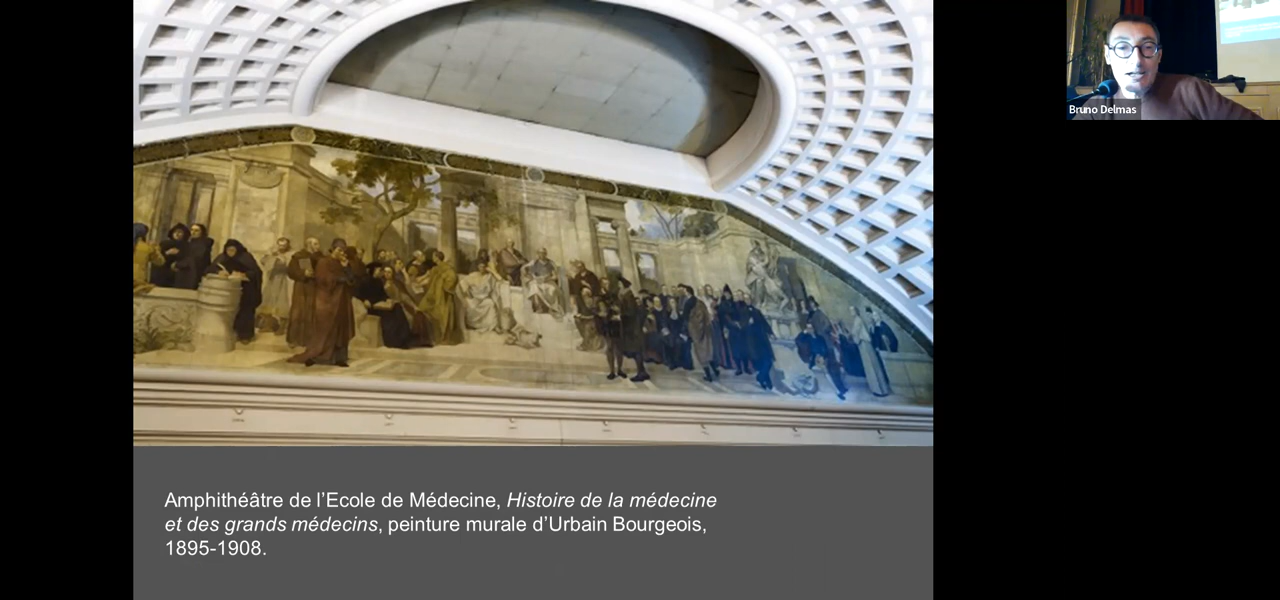 Bruno Delmas
Amphithéâtre de l’Ecole de Médecine, Histoire de la médecine
et des grands médecins, peinture murale d’Urbain Bourgeois,
1895-1908.